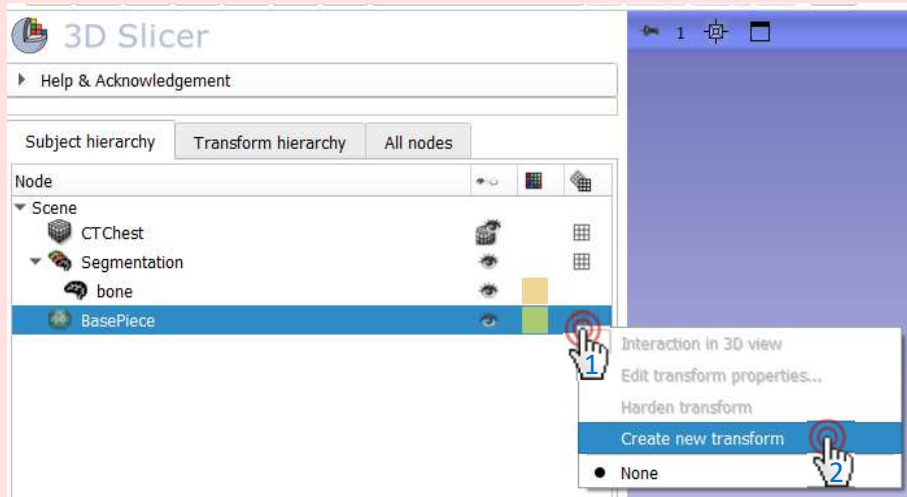 3D Slicer
1
Help & Acknowledgement
Subject hierarchy Transform hierarchy All nodes
Node
Scene
CTChest
Segmentation
bone
BasePiece
1
Interaction in 3D view
Edit transform properties...
Harden transform
Create new transform
2
None